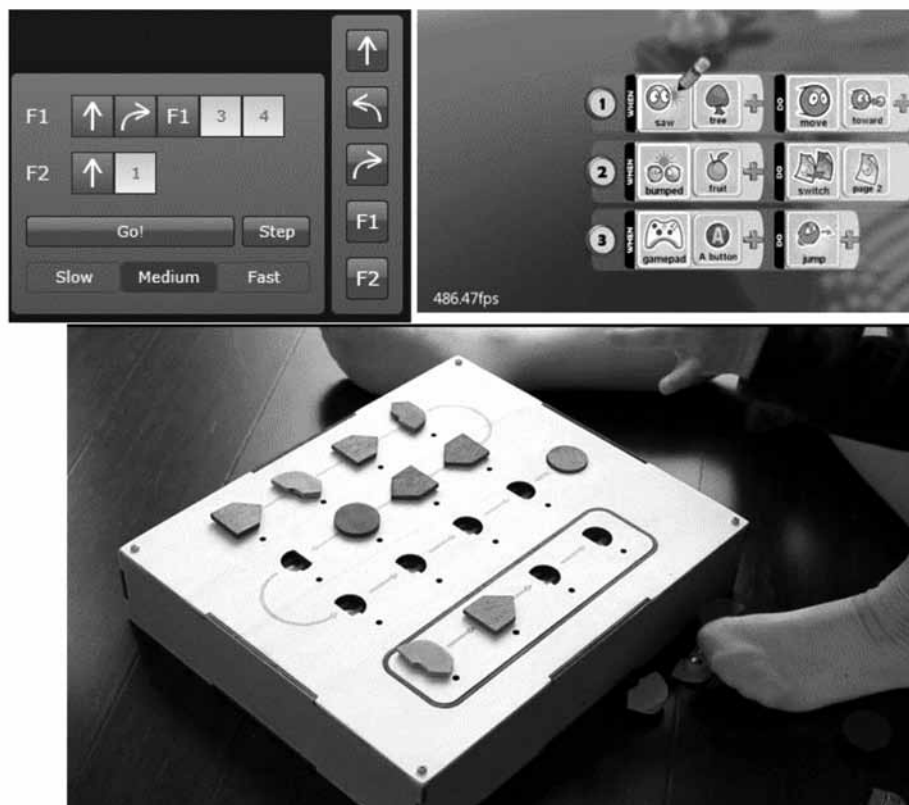 F1 F1 3 4
F2 1
Go! Step
Slow Medium Fast
F1
F2
1 WHEN saw tree DO move toward
2 WHEN bumped fruit DO switch page 2
3 WHEN gamepad A A button DO jump
486.47fps